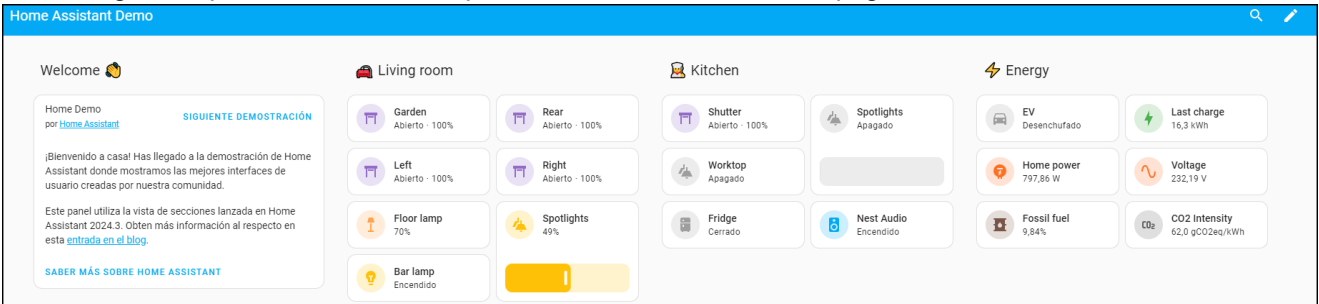 Home Assistant Demo
Welcome
Home Demo
por Home Assistant
SIGUIENTE DEMOSTRACIÓN
¡Bienvenido a casa! Has llegado a la demostración de Home
Assistant donde mostramos las mejores interfaces de
usuario creadas por nuestra comunidad.
Este panel utiliza la vista de secciones lanzada en Home
Assistant 2024.3. Obten más información al respecto en
esta entrada en el blog.
SABER MÁS SOBRE HOME ASSISTANT
Living room
Garden
Abierto · 100%
Rear
Abierto · 100%
Left
Abierto · 100%
Right
Abierto · 100%
Floor lamp
70%
Spotlights
49%
Bar lamp
Encendido
Kitchen
Shutter
Abierto · 100%
Spotlights
Apagado
Worktop
Apagado
Fridge
Cerrado
Nest Audio
Encendido
Energy
EV
Desenchufado
Last charge
16,3 kWh
Home power
797,86 W
Voltage
232,19 V
Fossil fuel
9,84%
CO2
CO2 Intensity
62,0 gCO2eq/kWh